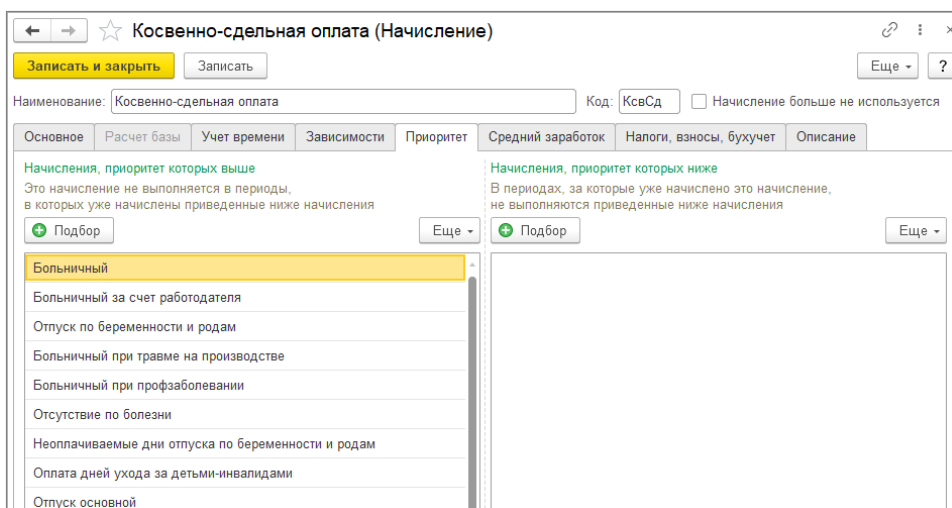 Косвенно-сдельная оплата (Начисление)
Записать и закрыть Записать Еще ?
Наименование: Косвенно-сдельная оплата Код: КсвСд Начисление больше не используется
Основное Расчет базы Учет времени Зависимости Приоритет Средний заработок Налоги, взносы, бухучет Описание
Начисления, приоритет которых выше
Это начисление не выполняется в периоды,
в которых уже начислены приведенные ниже начисления
Подбор Еще
Больничный
Больничный за счет работодателя
Отпуск по беременности и родам
Больничный при травме на производстве
Больничный при профзаболевании
Отсутствие по болезни
Неоплачиваемые дни отпуска по беременности и родам
Оплата дней ухода за детьми-инвалидами
Отпуск основной
Начисления, приоритет которых ниже
В периодах, за которые уже начислено это начисление,
не выполняются приведенные ниже начисления
Подбор Еще